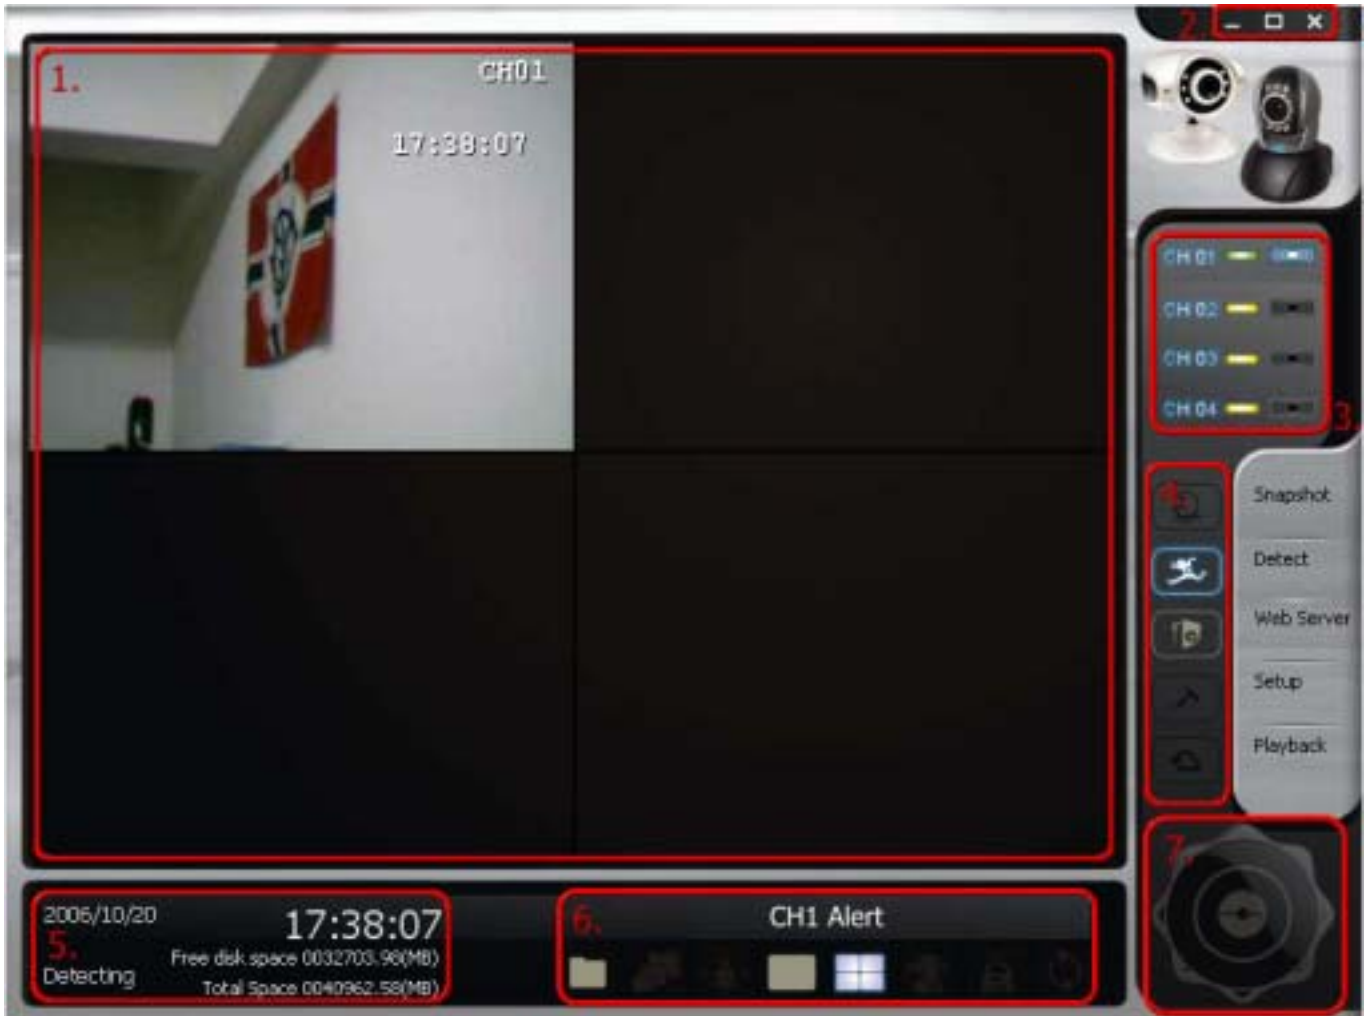 2.
1.
CH01
17:38:07
CH 01
CH 02
CH 03
CH 04
3.
4.
Snapshot
Detect
Web Server
Setup
Playback
7.
2006/10/20
17:38:07
5.
Free disk space 0032703.98(MB)
Detecting
Total Space 0040962.58(MB)
6.
CH1 Alert